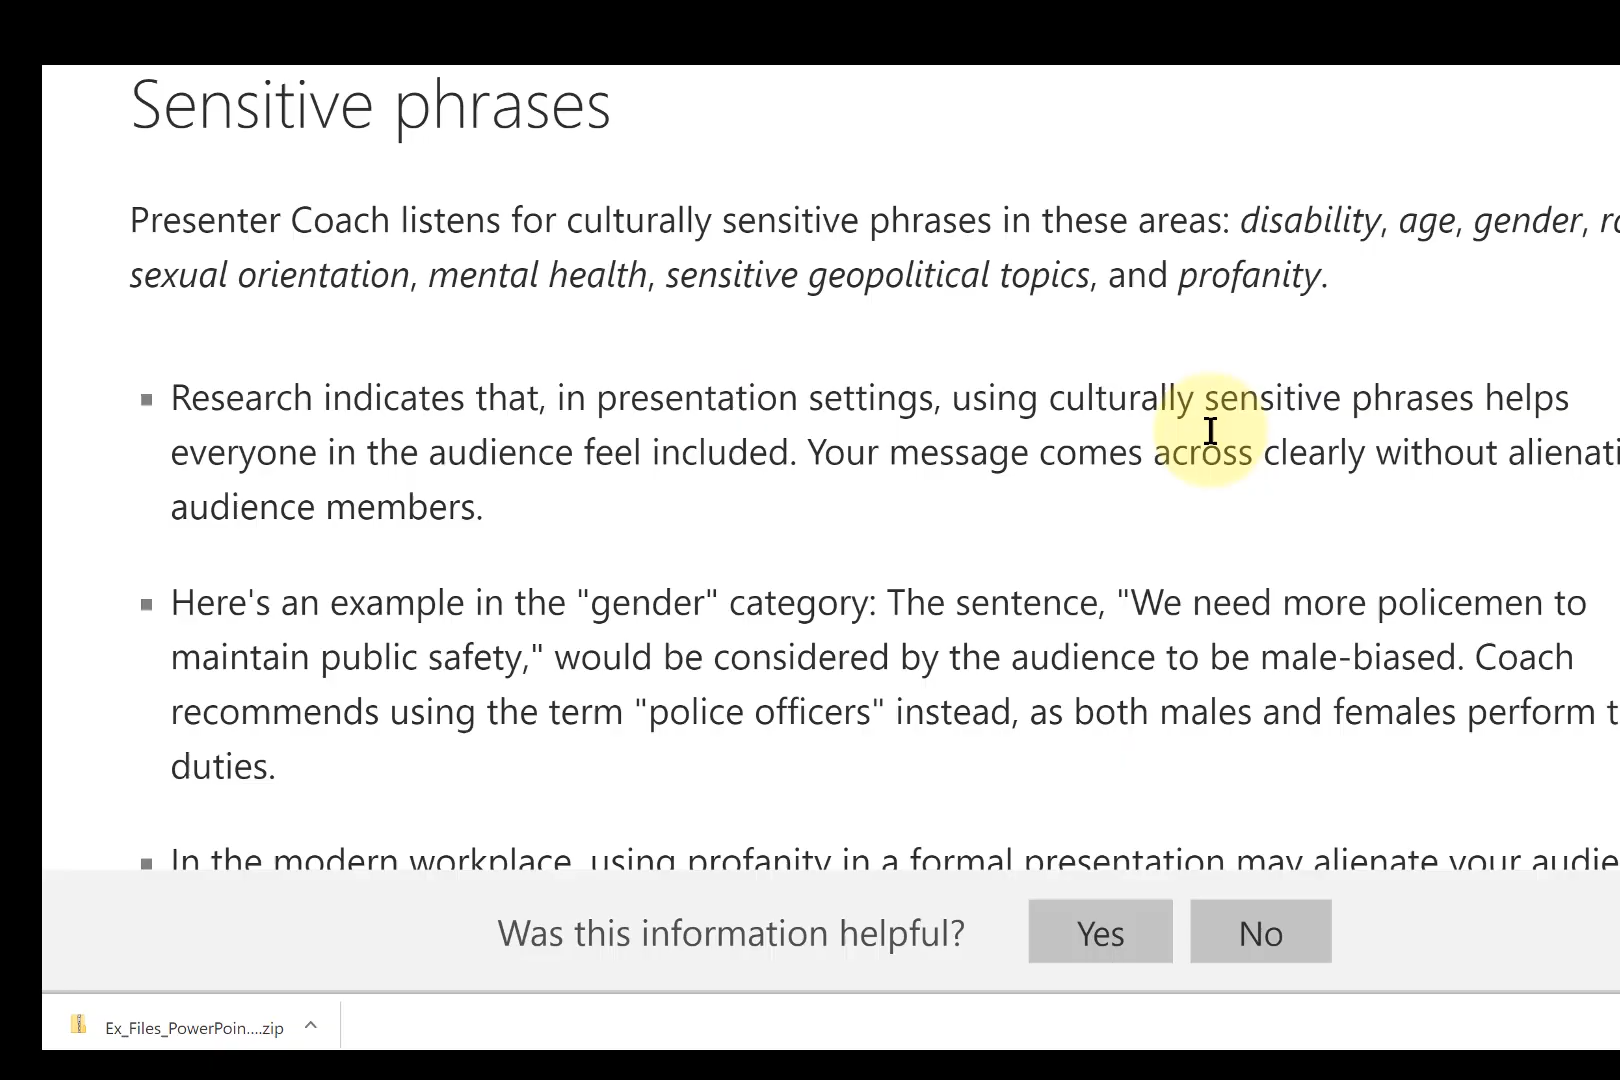 Sensitive phrases
Presenter Coach listens for culturally sensitive phrases in these areas: disability, age, gender,
sexual orientation, mental health, sensitive geopolitical topics, and profanity.
▪ Research indicates that, in presentation settings, using culturally sensitive phrases helps
everyone in the audience feel included. Your message comes across clearly without
audience members.
▪ Here's an example in the "gender" category: The sentence, "We need more policemen to
maintain public safety," would be considered by the audience to be male-biased. Coach
recommends using the term "police officers" instead, as both males and females perform
duties.
▪ In the modern workplace, using profanity in a formal presentation may alienate your
Was this information helpful? Yes No
Ex_Files_PowerPoin....zip